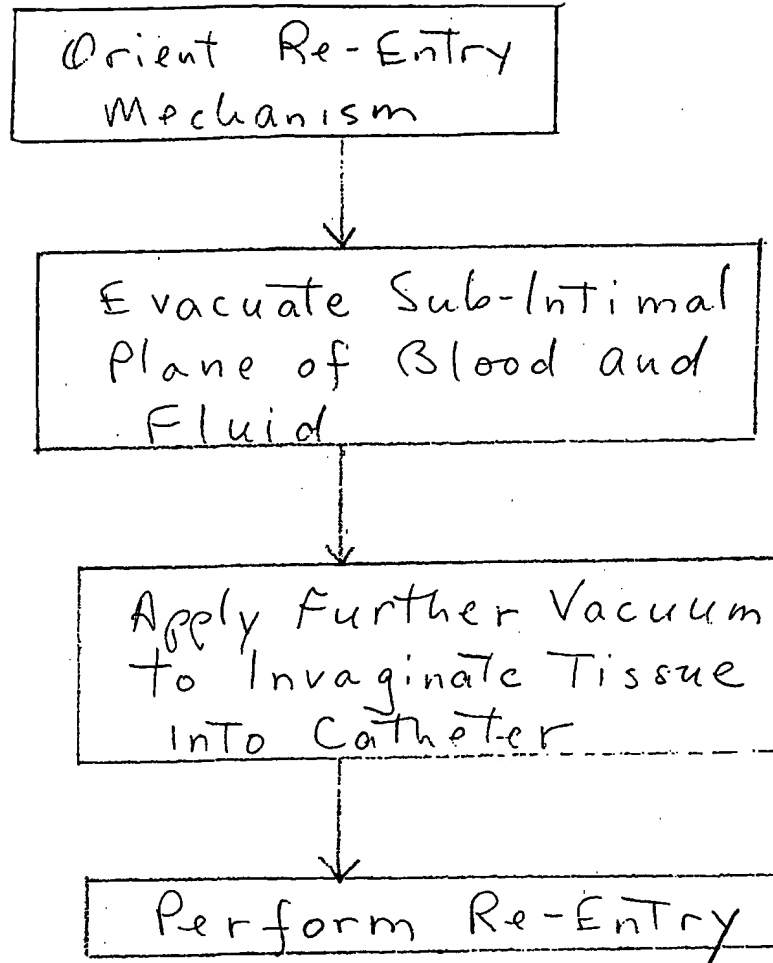 Orient Re-Entry
Mechanism
Evacuate Sub-Intimal
Plane of Blood and
Fluid
Apply Further Vacuum
to Invaginate Tissue
into Catheter
Perform Re-Entry